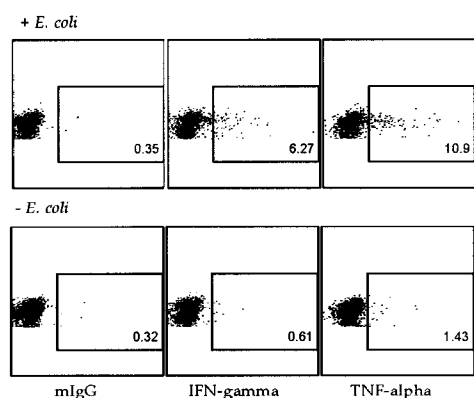 + E. coli
0.35 6.27 10.9
- E. coli
0.32 0.61 1.43
mIgG IFN-gamma TNF-alpha